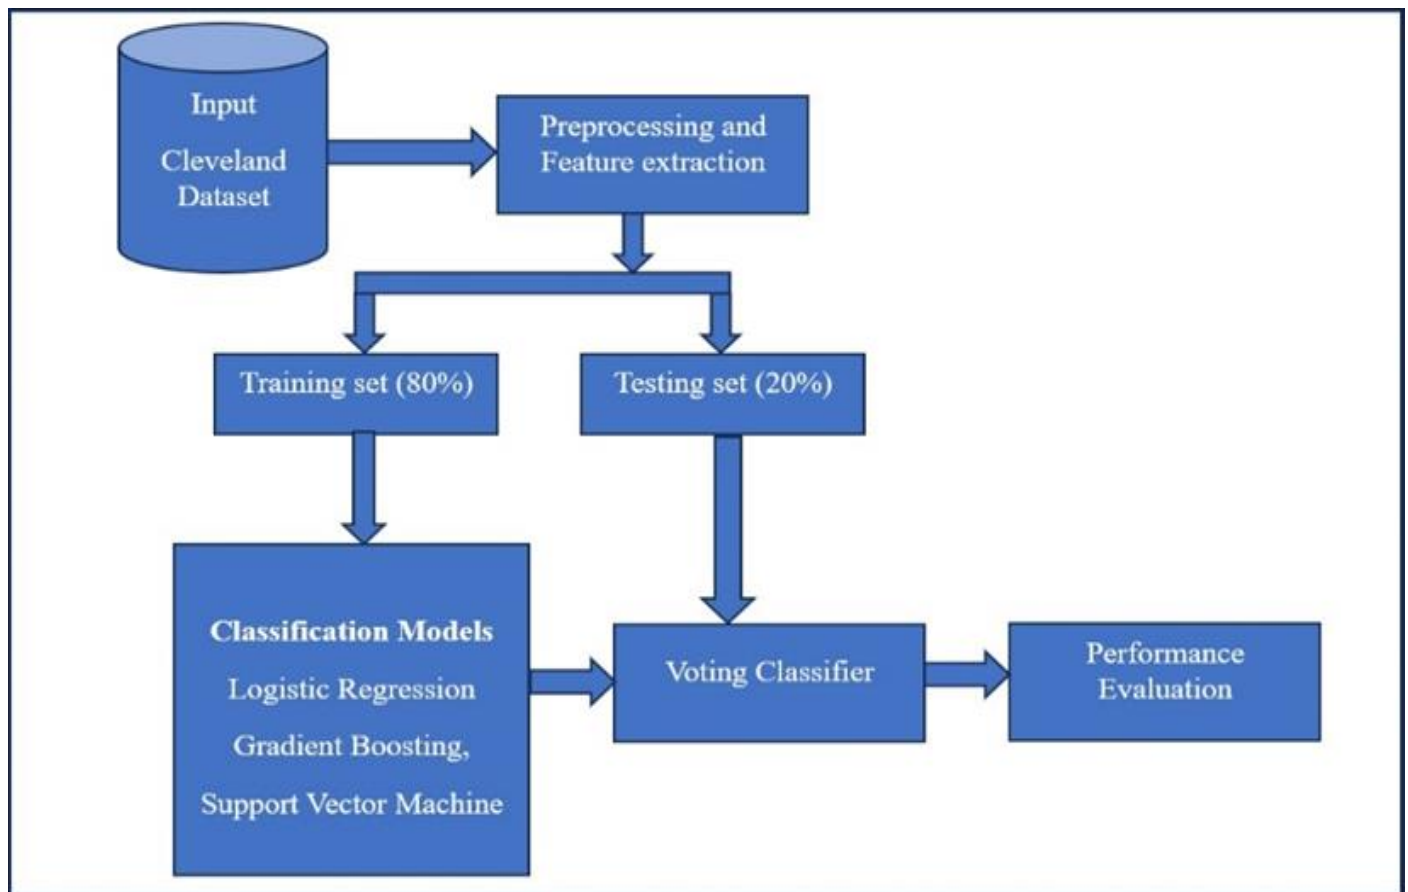 Input
Cleveland
Dataset
Preprocessing and
Feature extraction
Training set (80%)
Testing set (20%)
Classification Models
Logistic Regression
Gradient Boosting,
Support Vector Machine
Voting Classifier
Performance
Evaluation